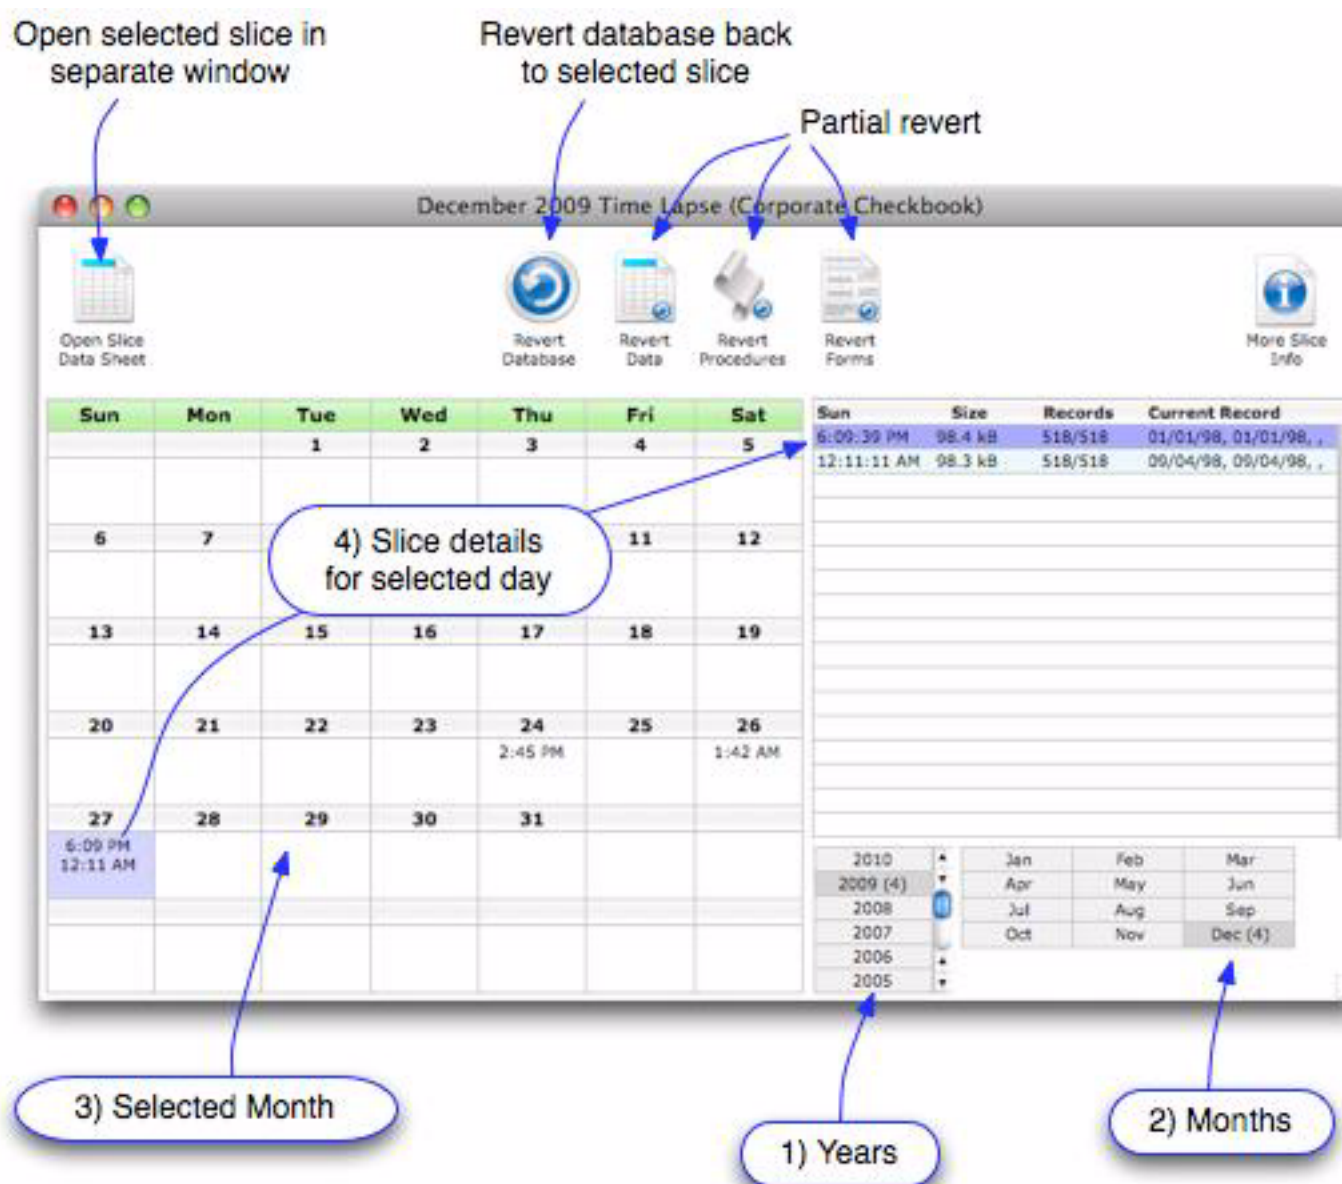 Open selected slice in
separate window
Revert database back
to selected slice
Partial revert
December 2009 Time Lapse (Corporate Checkbook)
Open Slice
Data Sheet
Revert
Database
Revert
Data
Revert
Procedures
Revert
Forms
More Slice
Info
Sun Mon Tue Wed Thu Fri Sat
1 2 3 4 5
6 7 11 12
13 14 15 16 17 18 19
20 21 22 23 24 25 26
2:45 PM 1:42 AM
27 28 29 30 31
6:09 PM
12:11 AM
4) Slice details
for selected day
Sun Size Records Current Record
6:09:39 PM 98.4 kB 518/518 01/01/98, 01/01/98, ,
12:11:11 AM 98.3 kB 518/518 09/04/98, 09/04/98, ,
2010 Jan Feb Mar
2009 (4) Apr May Jun
2008 Jul Aug Sep
2007 Oct Nov Dec (4)
2006
2005
3) Selected Month
1) Years
2) Months